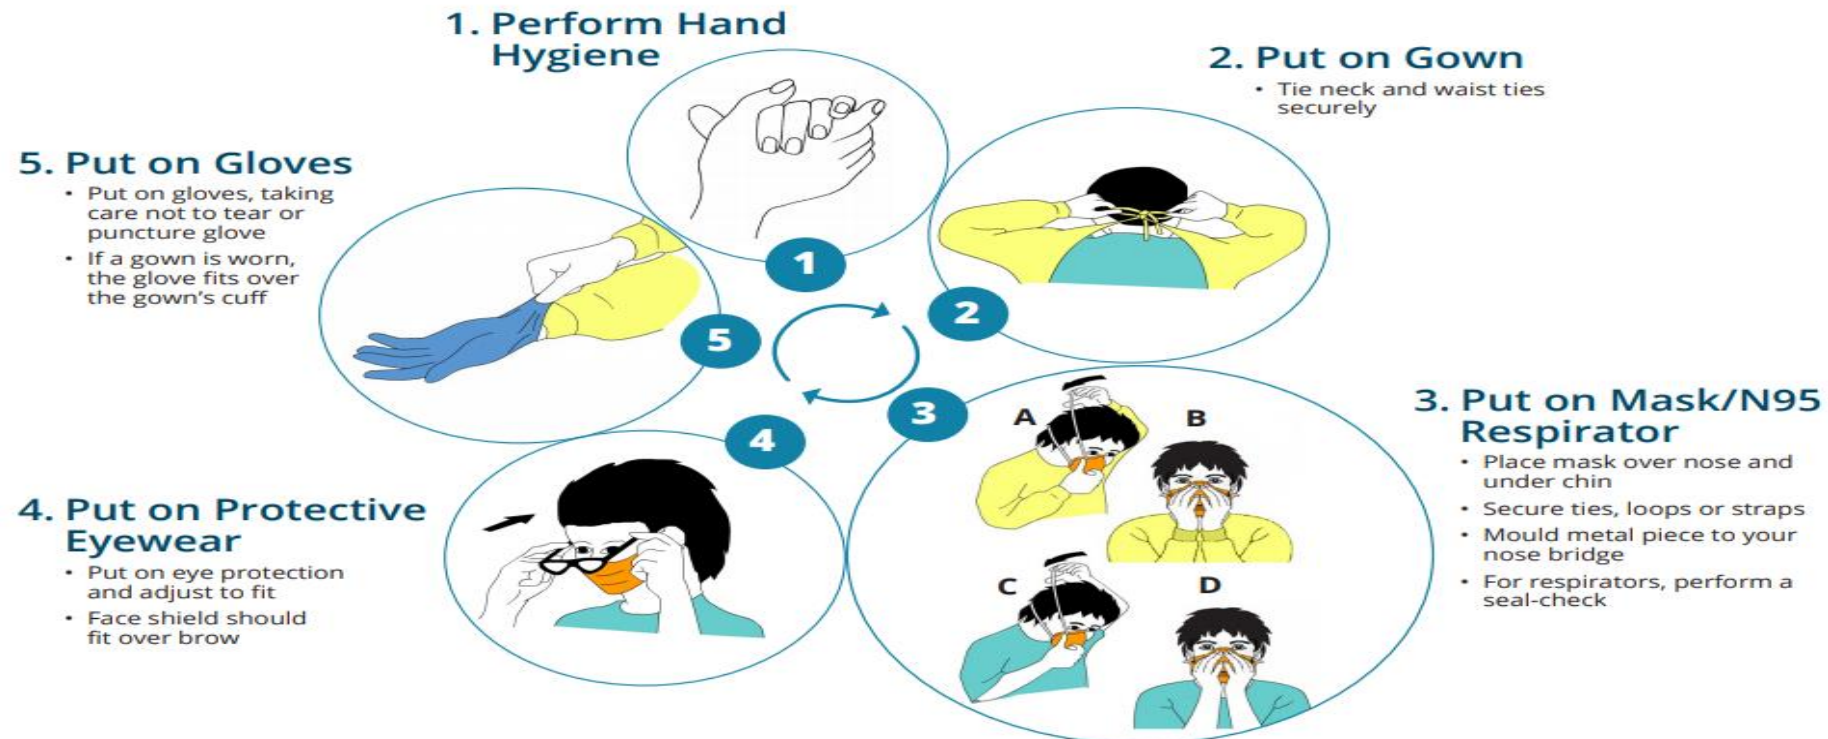 1. Perform Hand
Hygiene
2. Put on Gown
• Tie neck and waist ties
securely
3. Put on Mask/N95
Respirator
• Place mask over nose and
under chin
• Secure ties, loops or straps
• Mould metal piece to your
nose bridge
• For respirators, perform a
seal-check
4. Put on Protective
Eyewear
• Put on eye protection
and adjust to fit
• Face shield should
fit over brow
5. Put on Gloves
• Put on gloves, taking
care not to tear or
puncture glove
• If a gown is worn,
the glove fits over
the gown's cuff
1
2
3
4
5
A
B
C
D